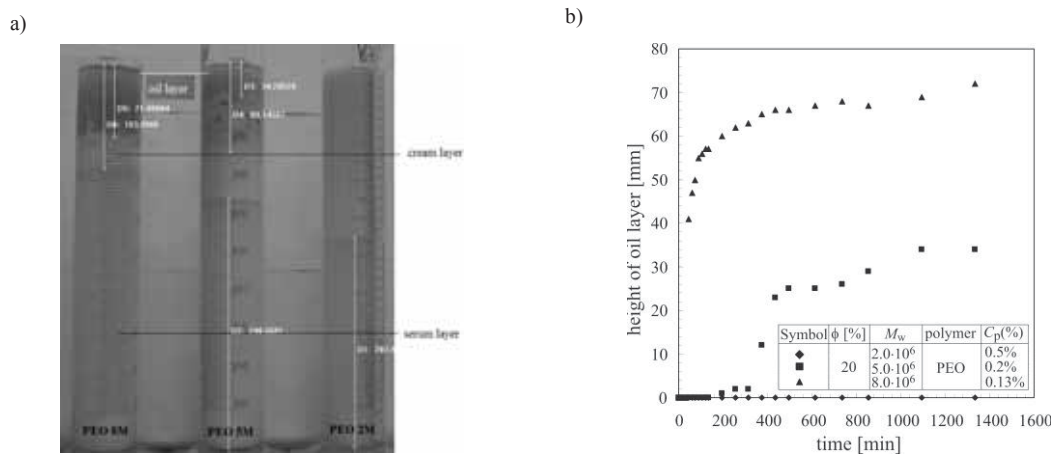 a)
oil layer
cream layer
serum layer
PEO 8M
PEO 5M
PEO 2M
b)
height of oil layer [mm]
80
70
60
50
40
30
20
10
0
0 200 400 600 800 1000 1200 1400 1600
time [min]
Symbol ϕ [%] Mw polymer Cp(%)
2.0·10⁶ 0.5%
20 5.0·10⁶ PEO 0.2%
8.0·10⁶ 0.13%